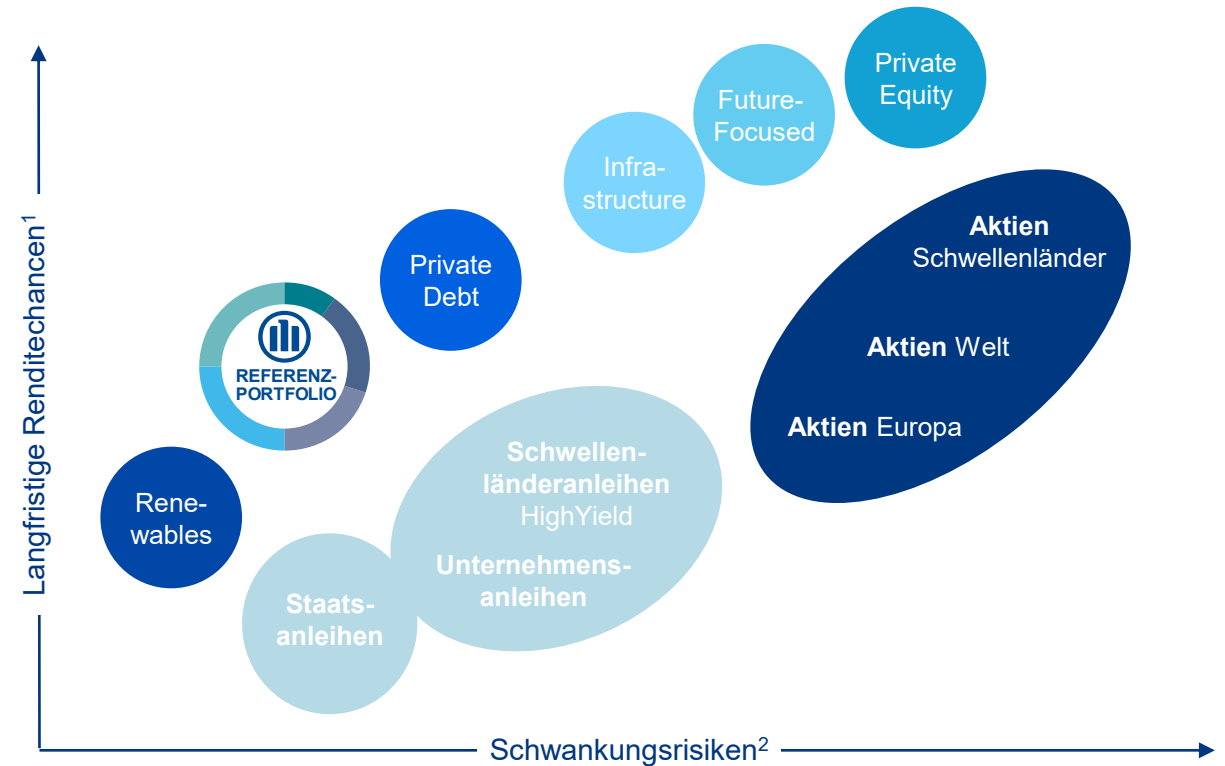 Langfristige Renditechancen¹
Private
Equity
Future-
Focused
Infra-
structure
Aktien
Schwellenländer
Private
Debt
Aktien Welt
REFERENZ-
PORTFOLIO
Aktien Europa
Schwellen-
länderanleihen
HighYield
Rene-
wables
Unternehmens-
anleihen
Staats-
anleihen
Schwankungsrisiken²